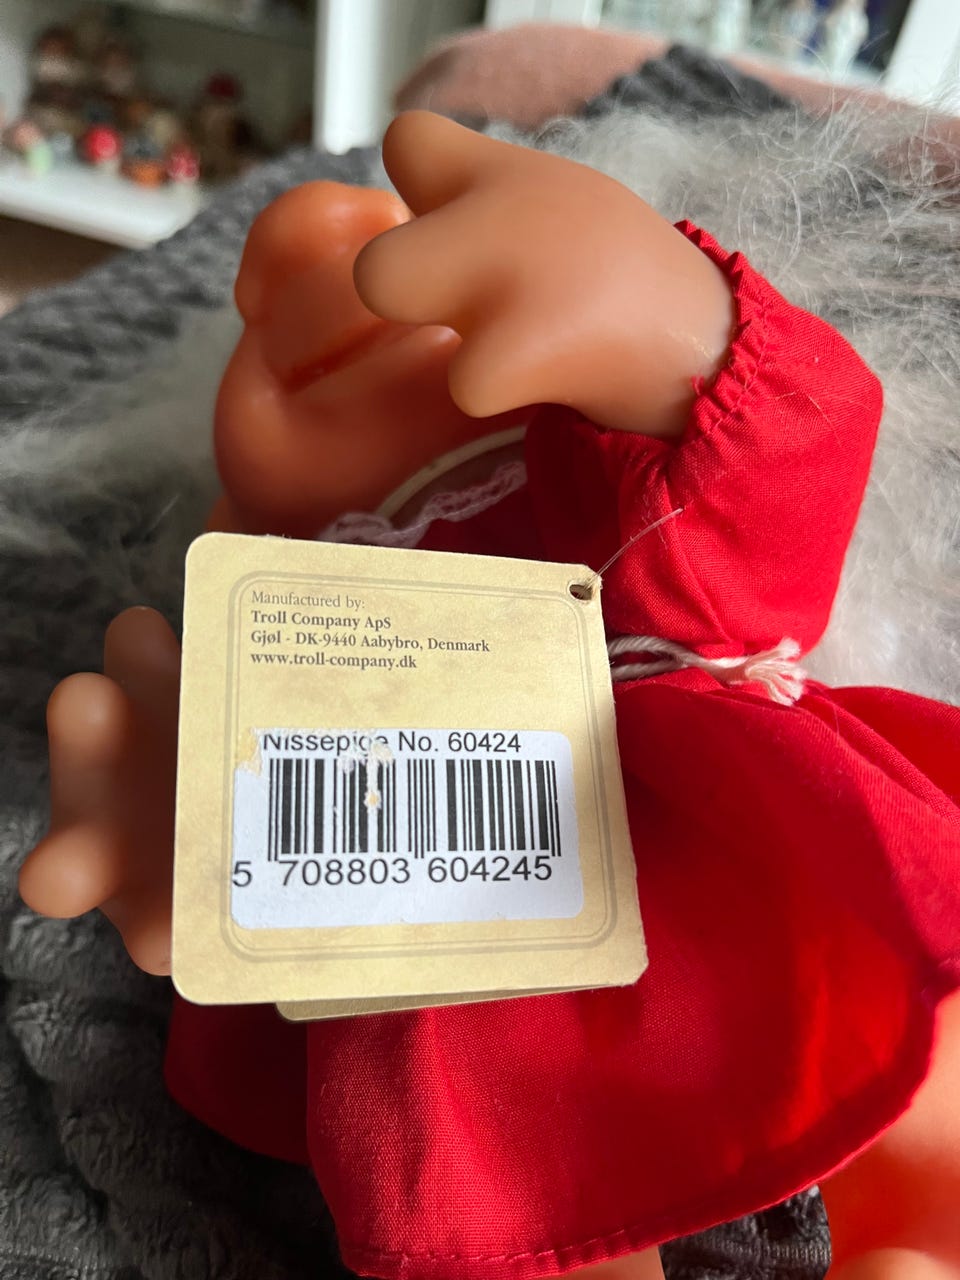 Manufactured by:
Troll Company ApS
Gjøl - DK-9440 Aabybro, Denmark
www.troll-company.dk
Nissepige No. 60424
5 708803 604245